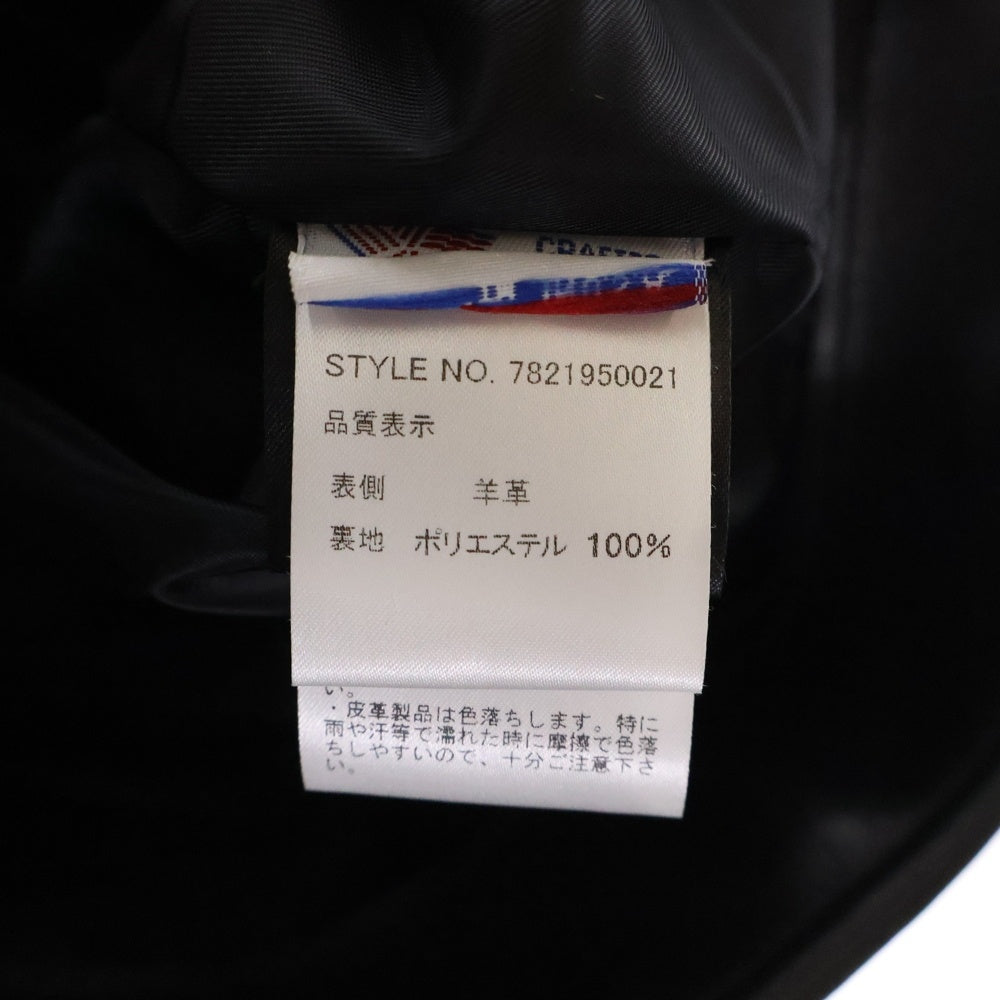 STYLE NO. 7821950021
品質表示
表側 羊革
裏地 ポリエステル 100%
い。
・皮革製品は色落ちします。特に
雨や汗等で濡れた時に摩擦で色落
ちしやすいので、十分ご注意下さ
い。